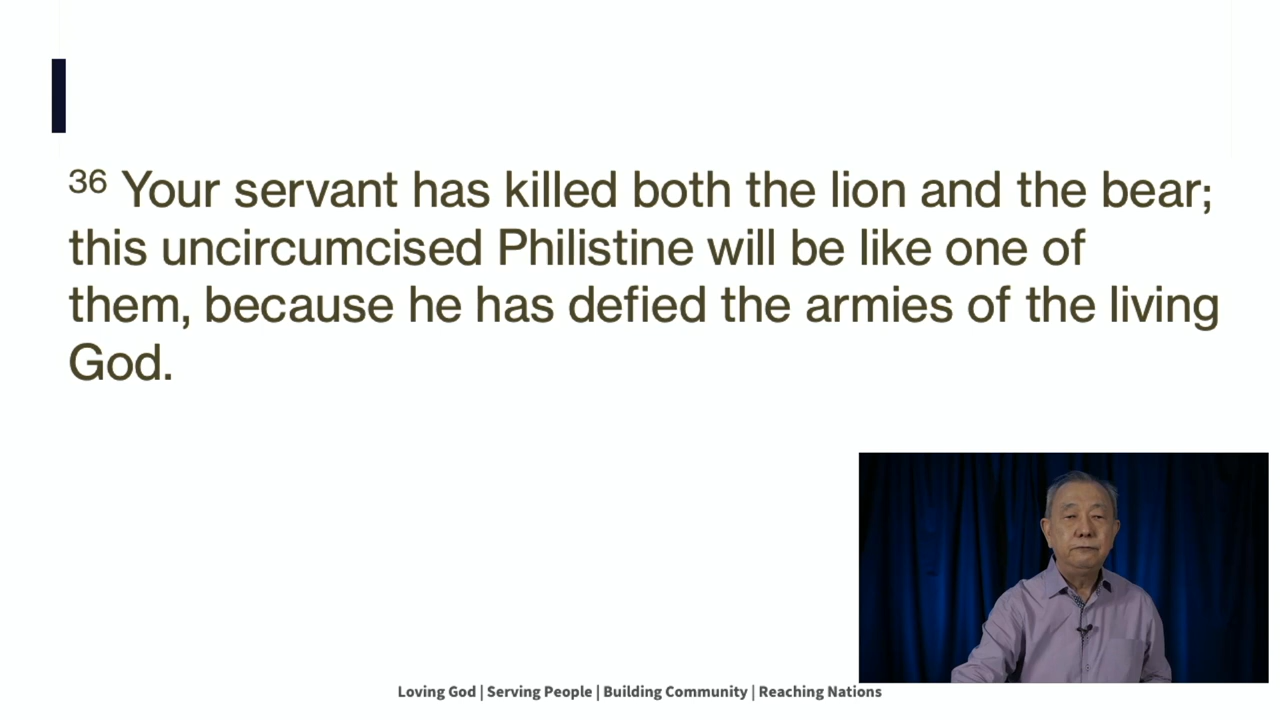 36 Your servant has killed both the lion and the bear;
this uncircumcised Philistine will be like one of
them, because he has defied the armies of the living
God.
Loving God | Serving People | Building Community | Reaching Nations